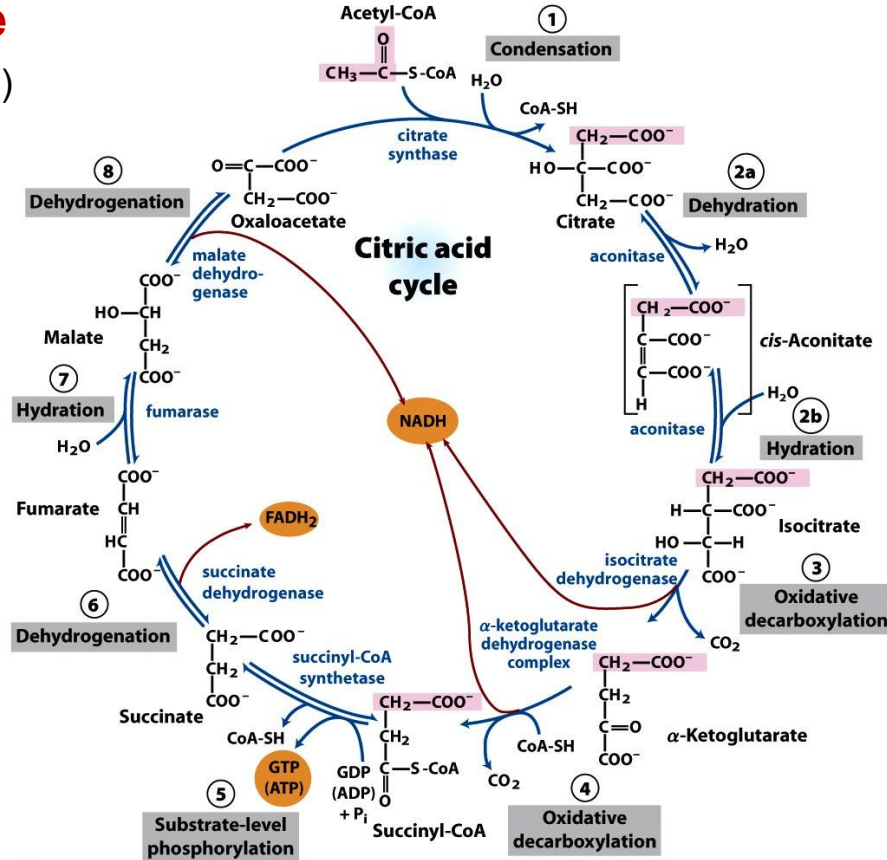 e
)
Acetyl-CoA
O
CH₃—C—S-CoA
1
Condensation
H₂O
CoA-SH
citrate
synthase
CH₂—COO⁻
HO—C—COO⁻
CH₂—COO⁻
Citrate
2a
Dehydration
aconitase
H₂O
CH₂—COO⁻
C—COO⁻
C—COO⁻
H
cis-Aconitate
H₂O
aconitase
2b
Hydration
CH₂—COO⁻
H—C—COO⁻
HO—C—H
COO⁻
Isocitrate
isocitrate
dehydrogenase
3
Oxidative
decarboxylation
CO₂
CH₂—COO⁻
CH₂
C=O
COO⁻
α-Ketoglutarate
α-ketoglutarate
dehydrogenase
complex
CoA-SH
CO₂
4
Oxidative
decarboxylation
CH₂—COO⁻
CH₂
C—S-CoA
O
Succinyl-CoA
succinyl-CoA
synthetase
GDP
(ADP)
+ Pᵢ
GTP
(ATP)
CoA-SH
5
Substrate-level
phosphorylation
CH₂—COO⁻
CH₂
COO⁻
Succinate
succinate
dehydrogenase
FADH₂
6
Dehydrogenation
COO⁻
CH
HC
COO⁻
Fumarate
H₂O
fumarase
7
Hydration
COO⁻
HO—CH
CH₂
COO⁻
Malate
malate
dehydro-
genase
8
Dehydrogenation
O=C—COO⁻
CH₂—COO⁻
Oxaloacetate
Citric acid
cycle
NADH